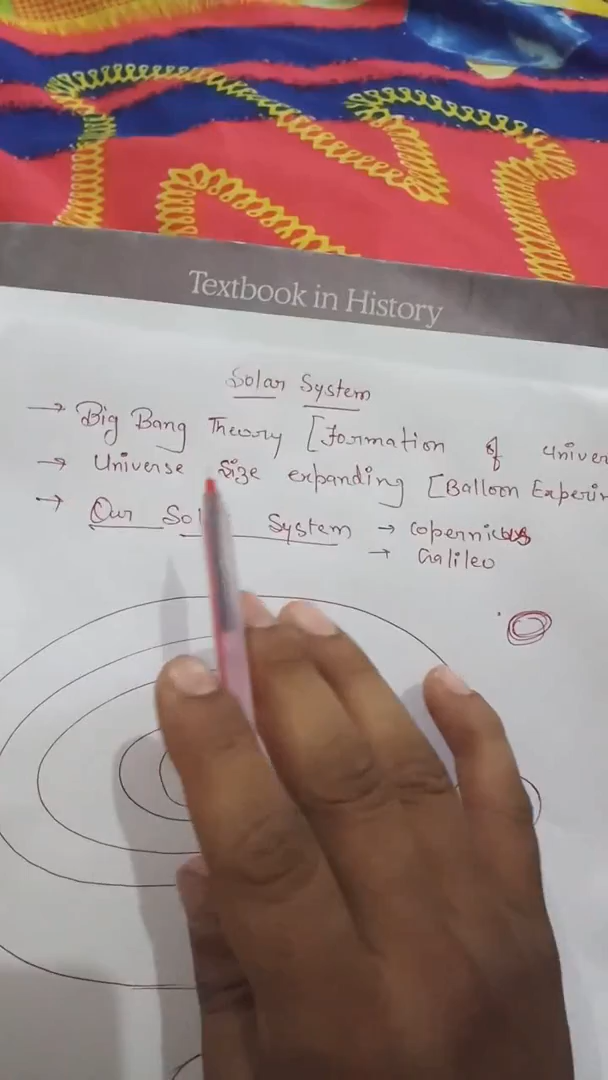 Textbook in History
Solar System
→ Big Bang Theory [Formation of Univer
→ Universe Size expanding [Balloon Experim
→ Our Sol System → Copernicus
→ Galileo